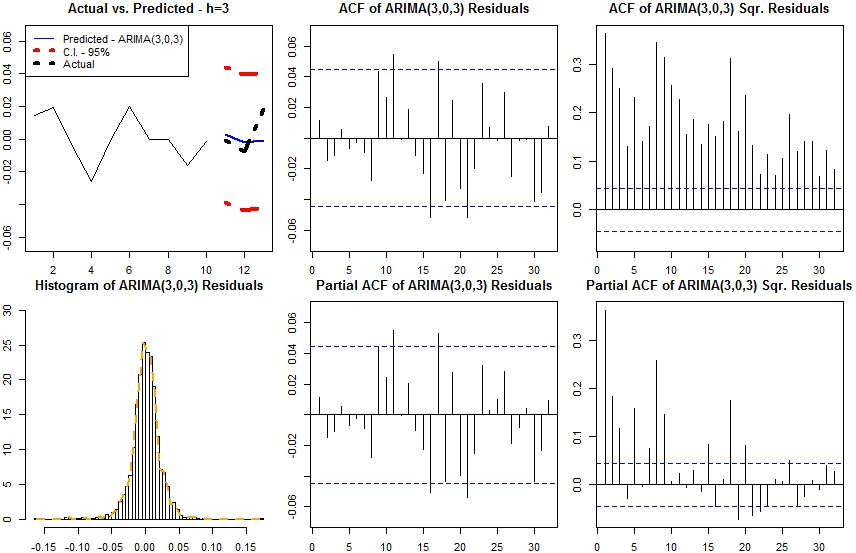 Actual vs. Predicted - h=3
Predicted - ARIMA(3,0,3)
C.I. - 95%
Actual
0.06
0.04
0.02
0.00
-0.02
-0.06
2 4 6 8 10 12
ACF of ARIMA(3,0,3) Residuals
0.06
0.02
-0.02
-0.06
0 5 10 15 20 25 30
ACF of ARIMA(3,0,3) Sqr. Residuals
0.3
0.2
0.1
0.0
0 5 10 15 20 25 30
Histogram of ARIMA(3,0,3) Residuals
30
25
20
15
10
5
0
-0.15 -0.10 -0.05 0.00 0.05 0.10 0.15
Partial ACF of ARIMA(3,0,3) Residuals
0.06
0.04
0.02
-0.02
-0.06
0 5 10 15 20 25 30
Partial ACF of ARIMA(3,0,3) Sqr. Residuals
0.3
0.2
0.1
0.0
0 5 10 15 20 25 30